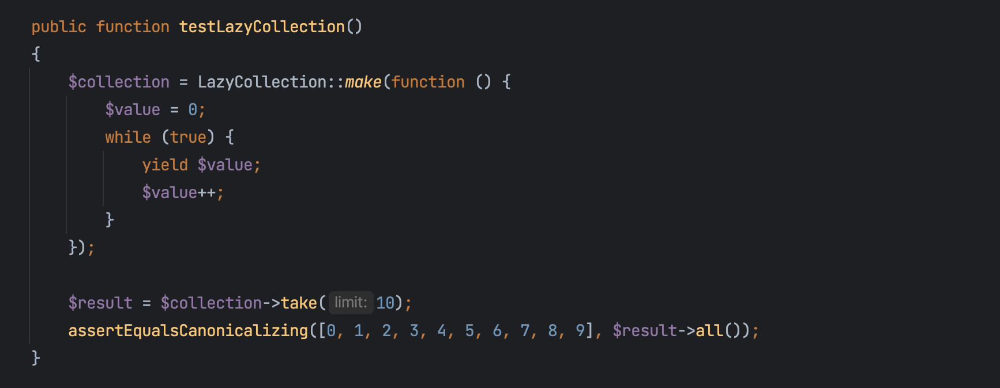 public function testLazyCollection()
{
    $collection = LazyCollection::make(function () {
        $value = 0;
        while (true) {
            yield $value;
            $value++;
        }
    });

    $result = $collection->take(limit: 10);
    assertEqualsCanonicalizing([0, 1, 2, 3, 4, 5, 6, 7, 8, 9], $result->all());
}